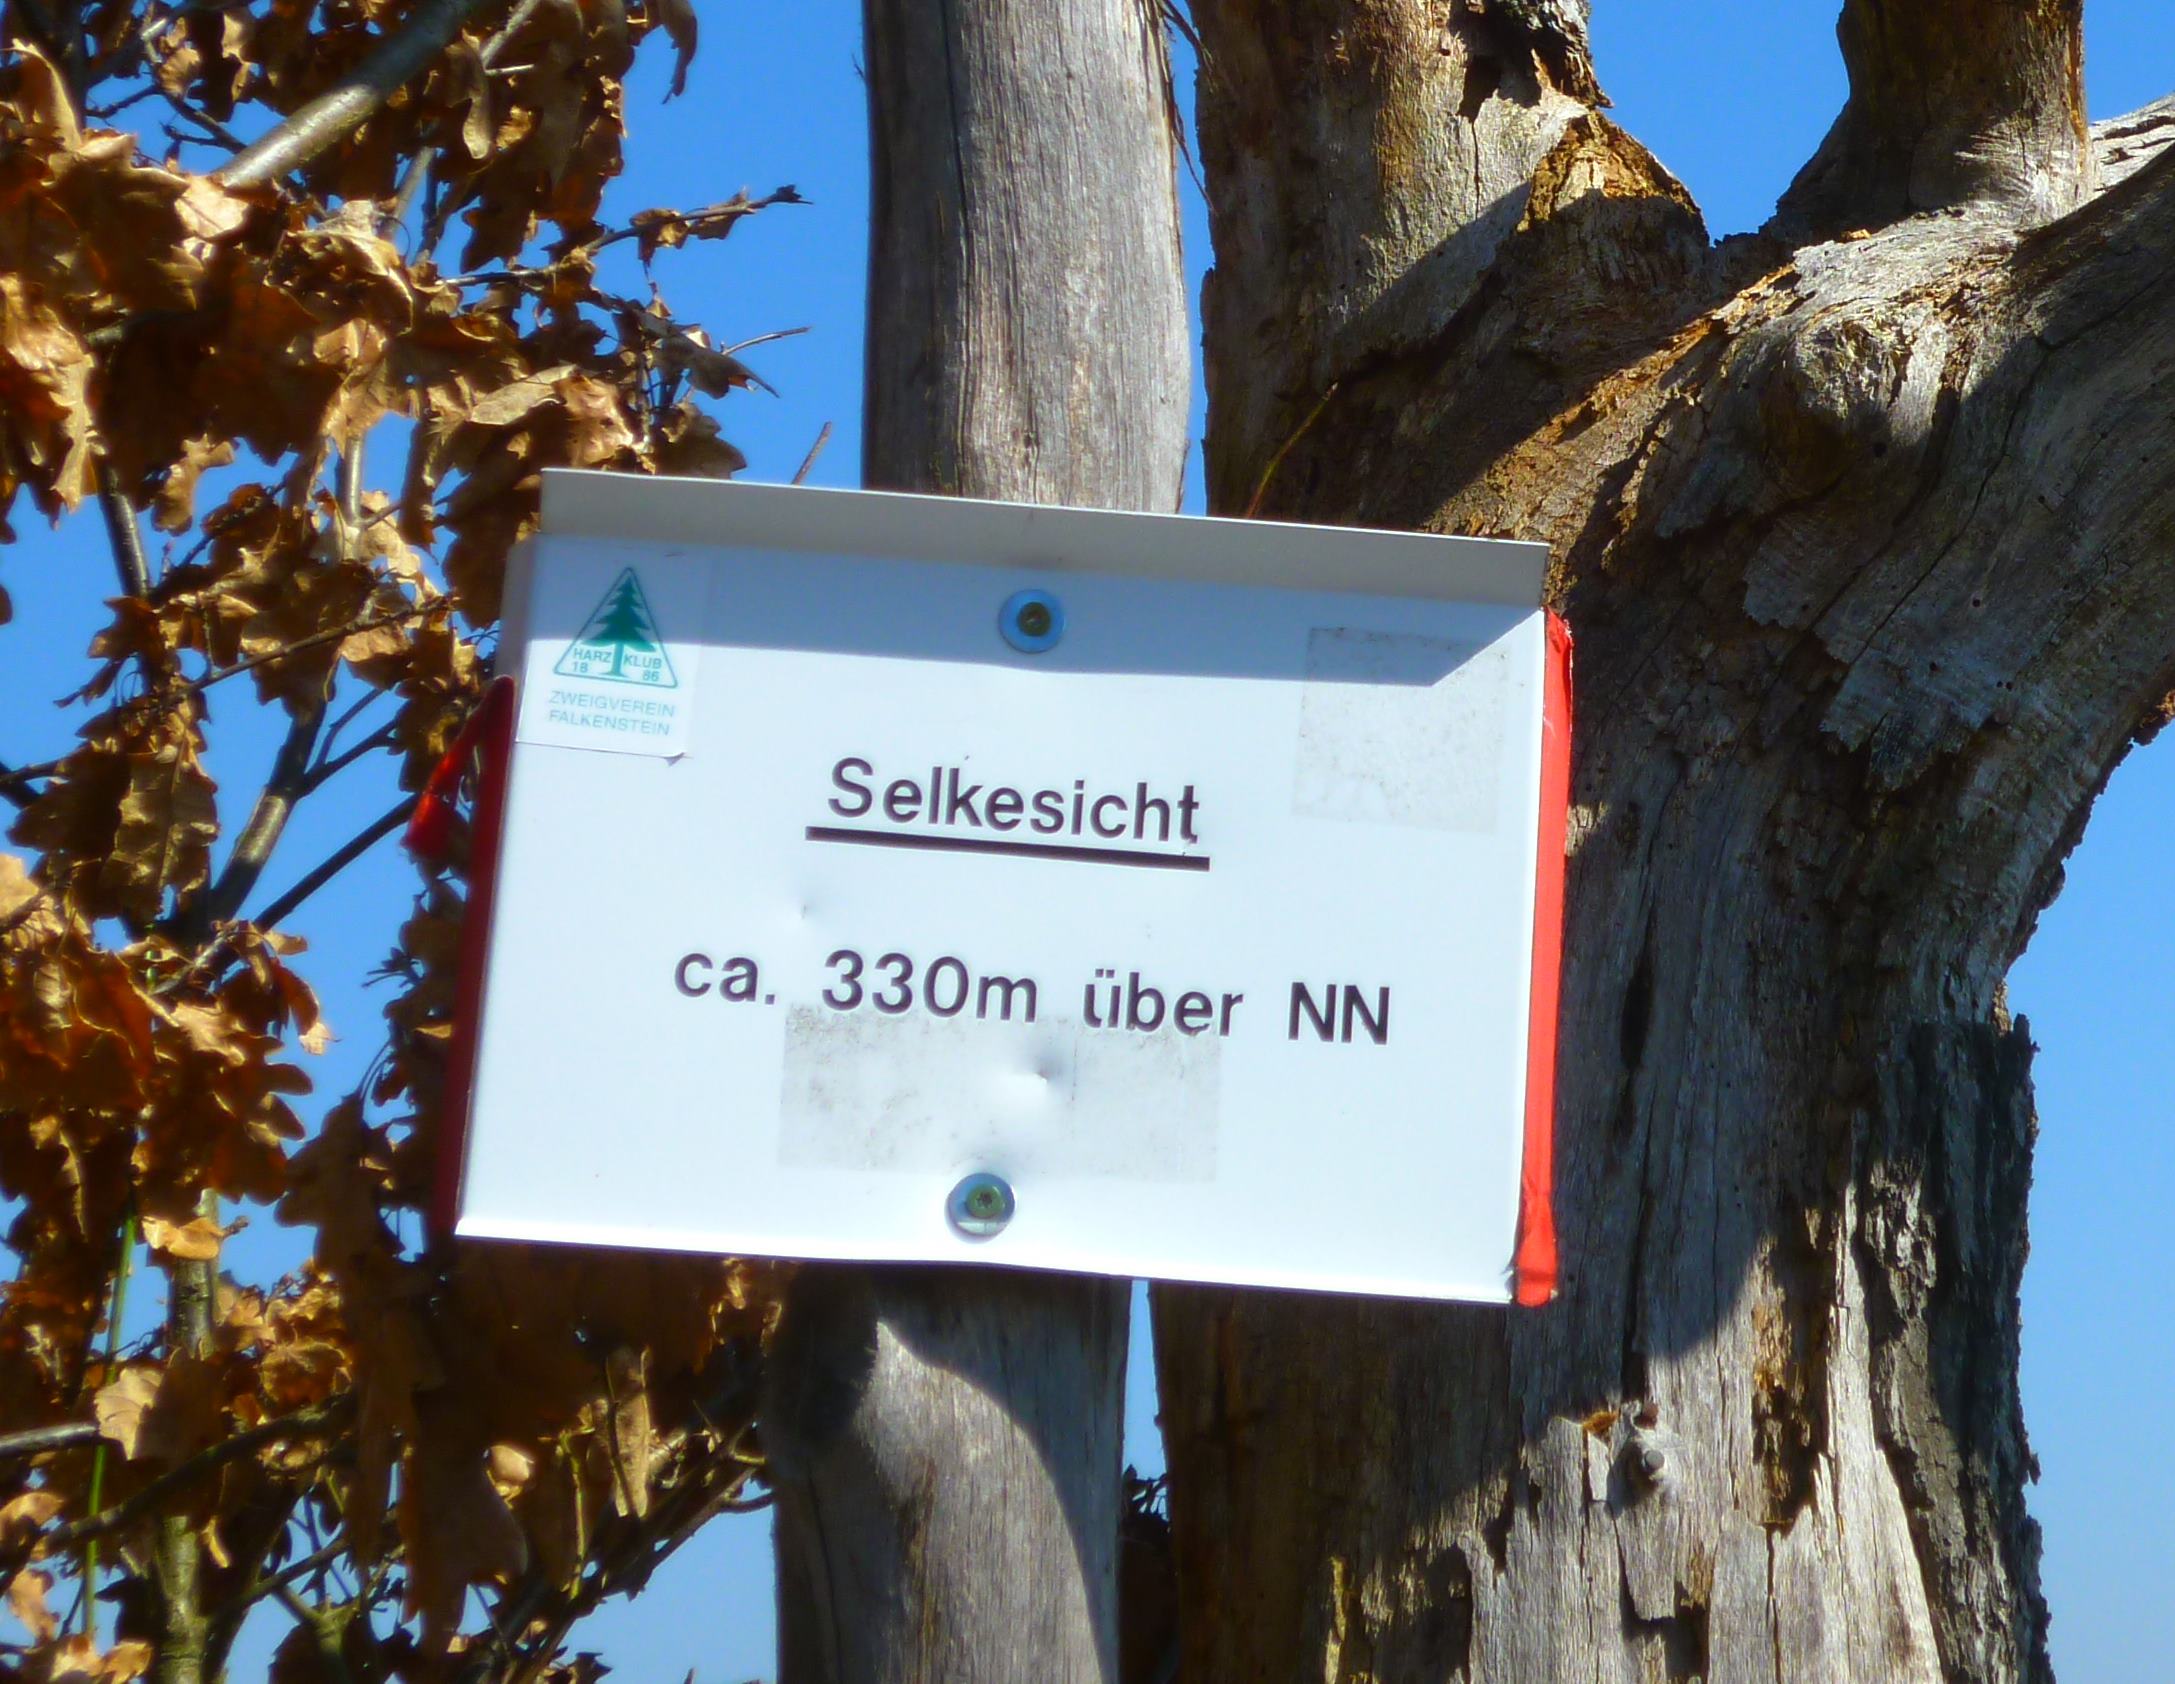 HARZ KLUB
18 86
ZWEIGVEREIN
FALKENSTEIN
Selkesicht
ca. 330m über NN